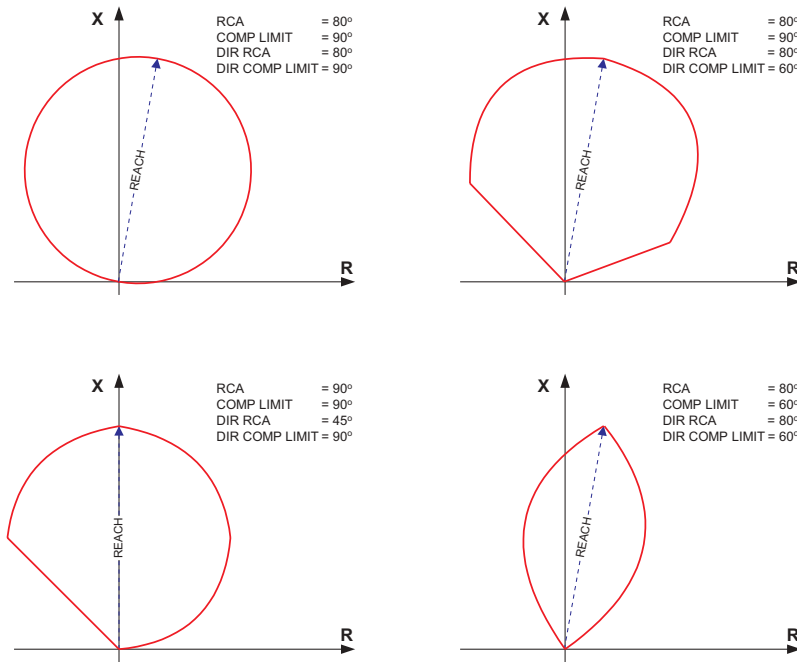 X
RCA = 80º
COMP LIMIT = 90º
DIR RCA = 80º
DIR COMP LIMIT = 90º
REACH
R
X
RCA = 80º
COMP LIMIT = 90º
DIR RCA = 80º
DIR COMP LIMIT = 60º
REACH
R
X
RCA = 90º
COMP LIMIT = 90º
DIR RCA = 45º
DIR COMP LIMIT = 90º
REACH
R
X
RCA = 80º
COMP LIMIT = 60º
DIR RCA = 80º
DIR COMP LIMIT = 60º
REACH
R